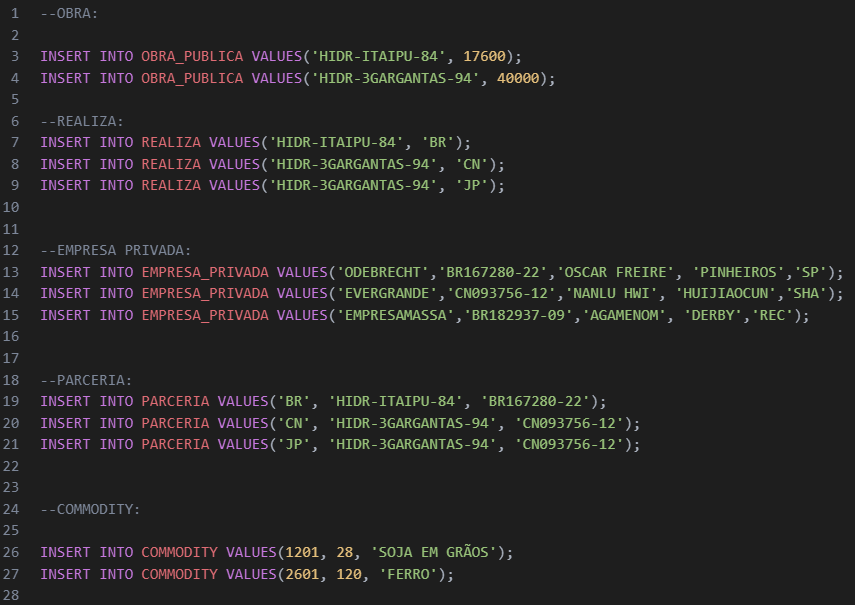 1 --OBRA:
2
3 INSERT INTO OBRA_PUBLICA VALUES('HIDR-ITAIPU-84', 17600);
4 INSERT INTO OBRA_PUBLICA VALUES('HIDR-3GARGANTAS-94', 40000);
5
6 --REALIZA:
7 INSERT INTO REALIZA VALUES('HIDR-ITAIPU-84', 'BR');
8 INSERT INTO REALIZA VALUES('HIDR-3GARGANTAS-94', 'CN');
9 INSERT INTO REALIZA VALUES('HIDR-3GARGANTAS-94', 'JP');
10
11
12 --EMPRESA PRIVADA:
13 INSERT INTO EMPRESA_PRIVADA VALUES('ODEBRECHT','BR167280-22','OSCAR FREIRE', 'PINHEIROS','SP');
14 INSERT INTO EMPRESA_PRIVADA VALUES('EVERGRANDE','CN093756-12','NANLU HWI', 'HUIJIAOCUN','SHA');
15 INSERT INTO EMPRESA_PRIVADA VALUES('EMPRESAMASSA','BR182937-09','AGAMENOM', 'DERBY','REC');
16
17
18 --PARCERIA:
19 INSERT INTO PARCERIA VALUES('BR', 'HIDR-ITAIPU-84', 'BR167280-22');
20 INSERT INTO PARCERIA VALUES('CN', 'HIDR-3GARGANTAS-94', 'CN093756-12');
21 INSERT INTO PARCERIA VALUES('JP', 'HIDR-3GARGANTAS-94', 'CN093756-12');
22
23
24 --COMMODITY:
25
26 INSERT INTO COMMODITY VALUES(1201, 28, 'SOJA EM GRÃOS');
27 INSERT INTO COMMODITY VALUES(2601, 120, 'FERRO');
28